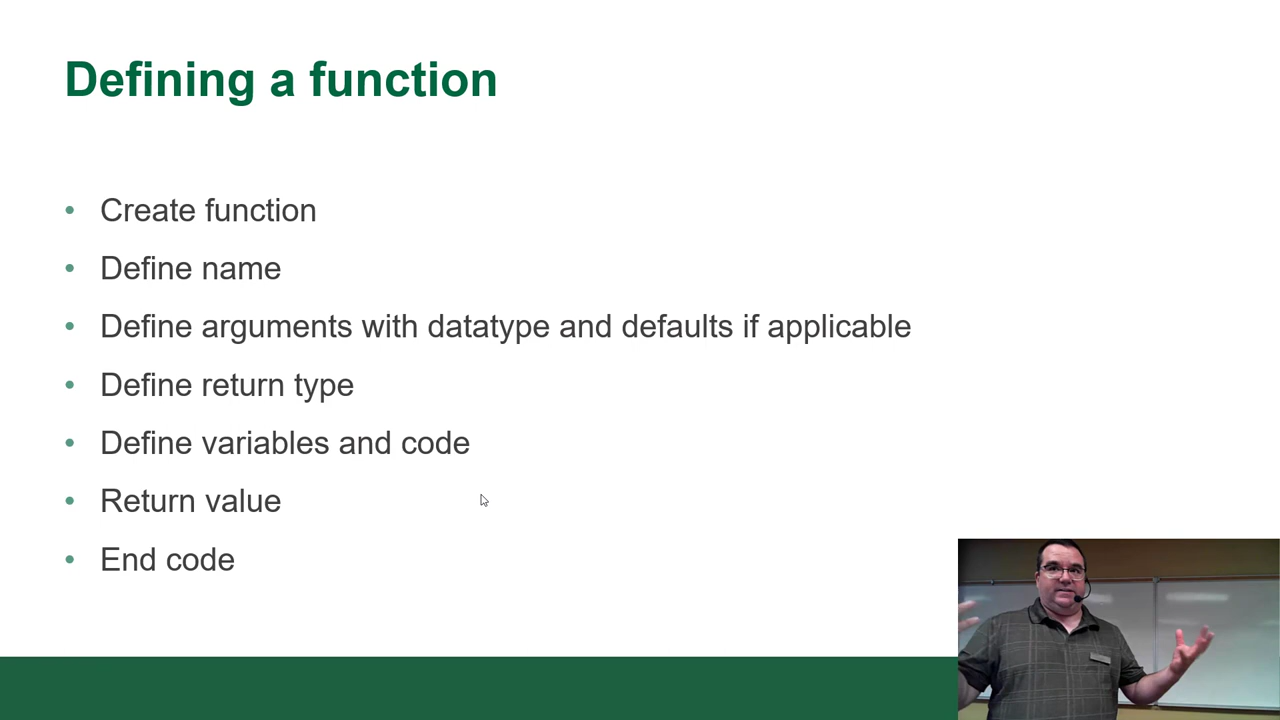 Defining a function
• Create function
• Define name
• Define arguments with datatype and defaults if applicable
• Define return type
• Define variables and code
• Return value
• End code